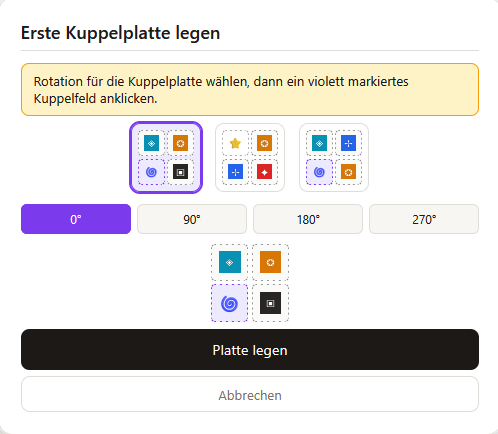 Erste Kuppelplatte legen
Rotation für die Kuppelplatte wählen, dann ein violett markiertes
Kuppelfeld anklicken.
0° 90° 180° 270°
Platte legen
Abbrechen